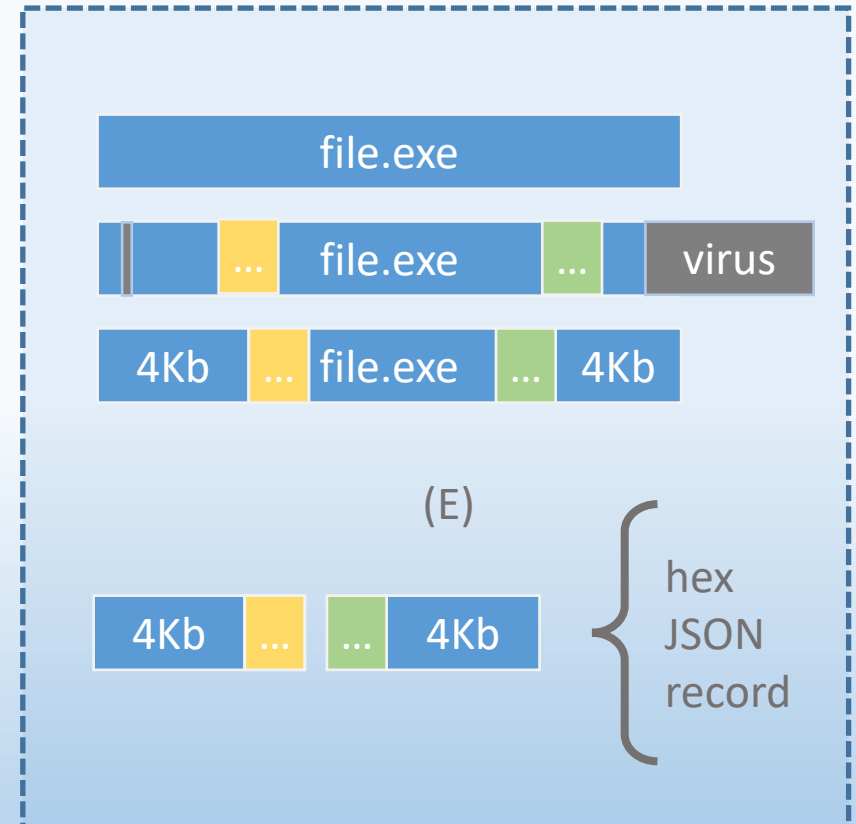 file.exe
... file.exe ... virus
4Kb ... file.exe ... 4Kb
(E)
4Kb ... ... 4Kb
hex
JSON
record